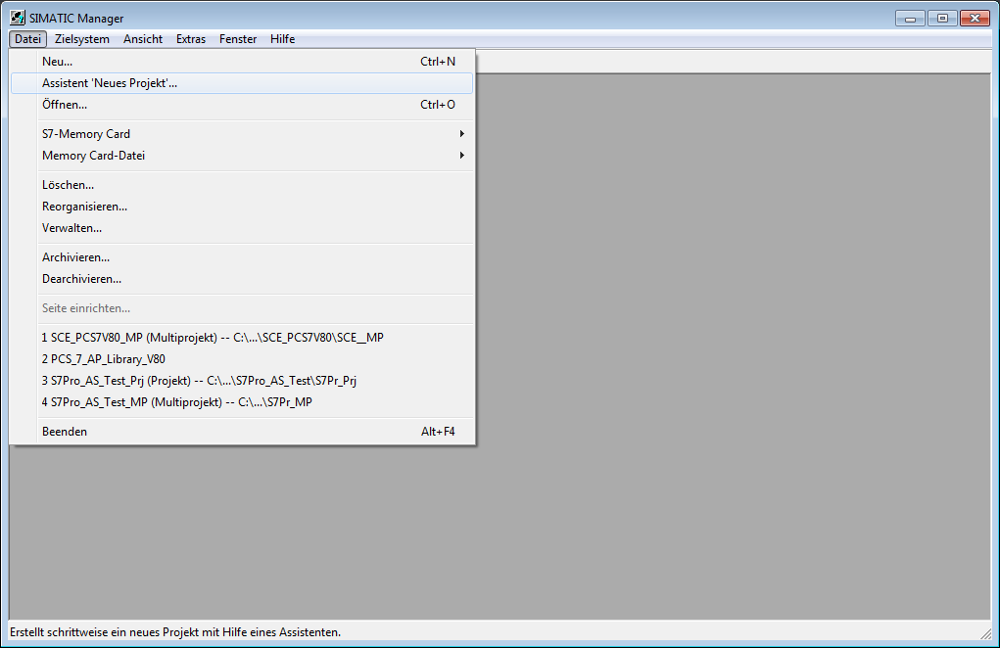 SIMATIC Manager
Datei Zielsystem Ansicht Extras Fenster Hilfe
Neu... Ctrl+N
Assistent 'Neues Projekt'...
Öffnen... Ctrl+O
S7-Memory Card
Memory Card-Datei
Löschen...
Reorganisieren...
Verwalten...
Archivieren...
Dearchivieren...
Seite einrichten...
1 SCE_PCS7V80_MP (Multiprojekt) -- C:\...\SCE_PCS7V80\SCE__MP
2 PCS_7_AP_Library_V80
3 S7Pro_AS_Test_Prj (Projekt) -- C:\...\S7Pro_AS_Test\S7Pr_Prj
4 S7Pro_AS_Test_MP (Multiprojekt) -- C:\...\S7Pr_MP
Beenden Alt+F4
Erstellt schrittweise ein neues Projekt mit Hilfe eines Assistenten.